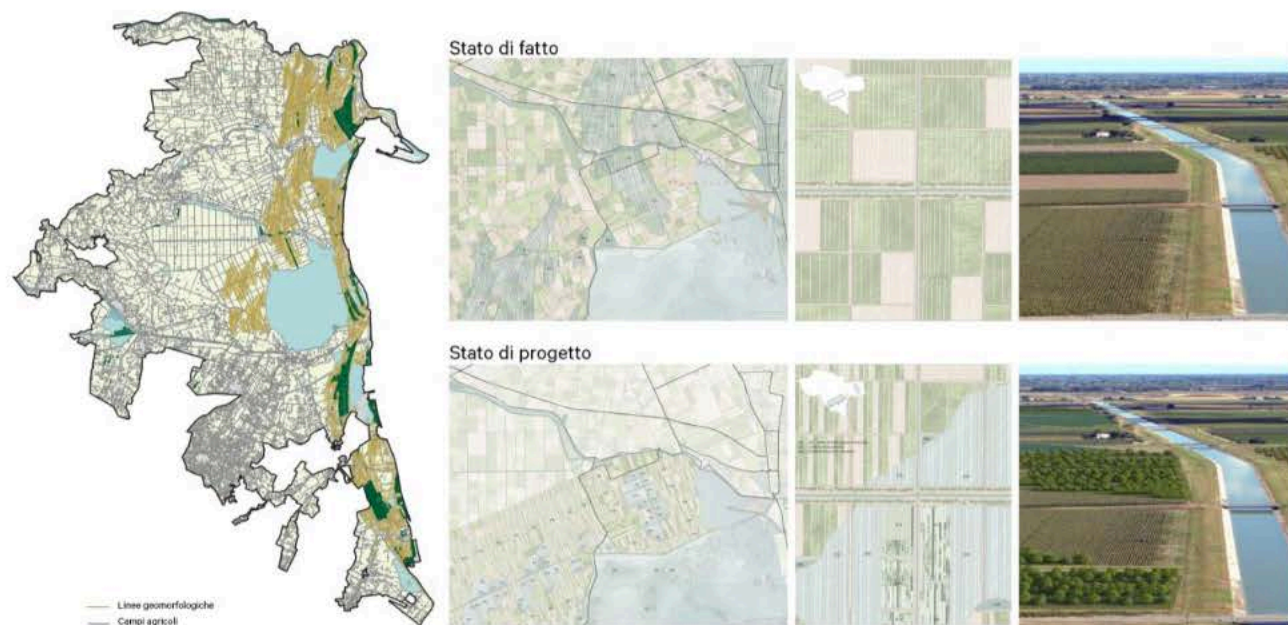 Stato di fatto
Stato di progetto
Linee geomorfologiche
Campi agricoli